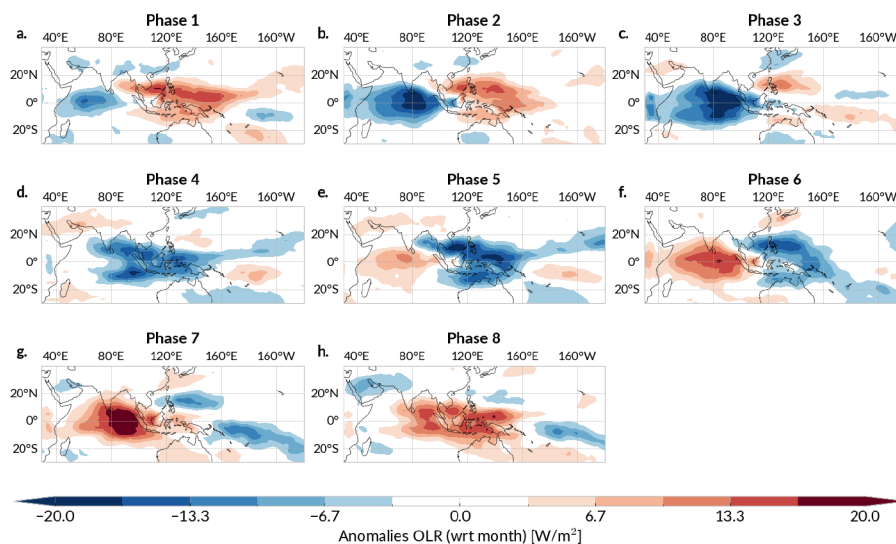 a. Phase 1
40°E 80°E 120°E 160°E 160°W
20°N
0°
20°S
b. Phase 2
40°E 80°E 120°E 160°E 160°W
c. Phase 3
40°E 80°E 120°E 160°E 160°W
d. Phase 4
40°E 80°E 120°E 160°E 160°W
20°N
0°
20°S
e. Phase 5
40°E 80°E 120°E 160°E 160°W
20°N
0°
20°S
f. Phase 6
40°E 80°E 120°E 160°E 160°W
20°N
0°
20°S
g. Phase 7
40°E 80°E 120°E 160°E 160°W
20°N
0°
20°S
h. Phase 8
40°E 80°E 120°E 160°E 160°W
20°N
0°
20°S
20°N
0°
20°S
20°N
0°
20°S
−20.0 −13.3 −6.7 0.0 6.7 13.3 20.0
Anomalies OLR (wrt month) [W/m²]